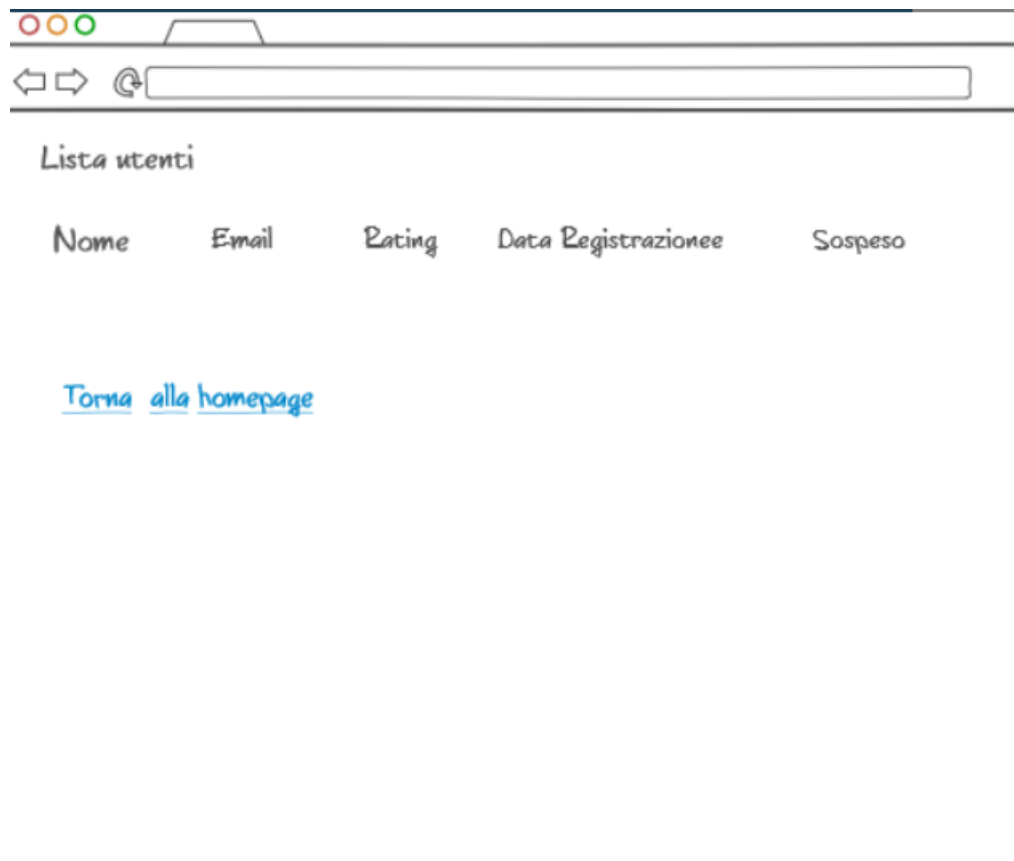 Lista utenti
Nome Email Rating Data Registrazionee Sospeso
Torna alla homepage